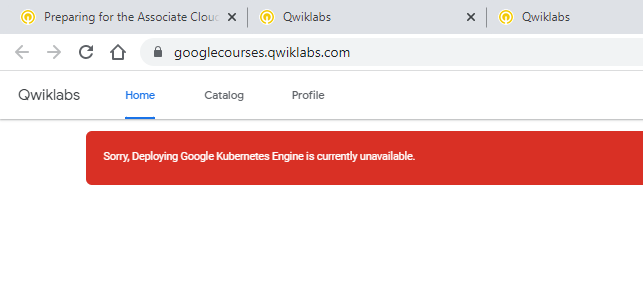 Preparing for the Associate Clou
Qwiklabs
Qwiklabs
googlecourses.qwiklabs.com
Qwiklabs
Home
Catalog
Profile
Sorry, Deploying Google Kubernetes Engine is currently unavailable.